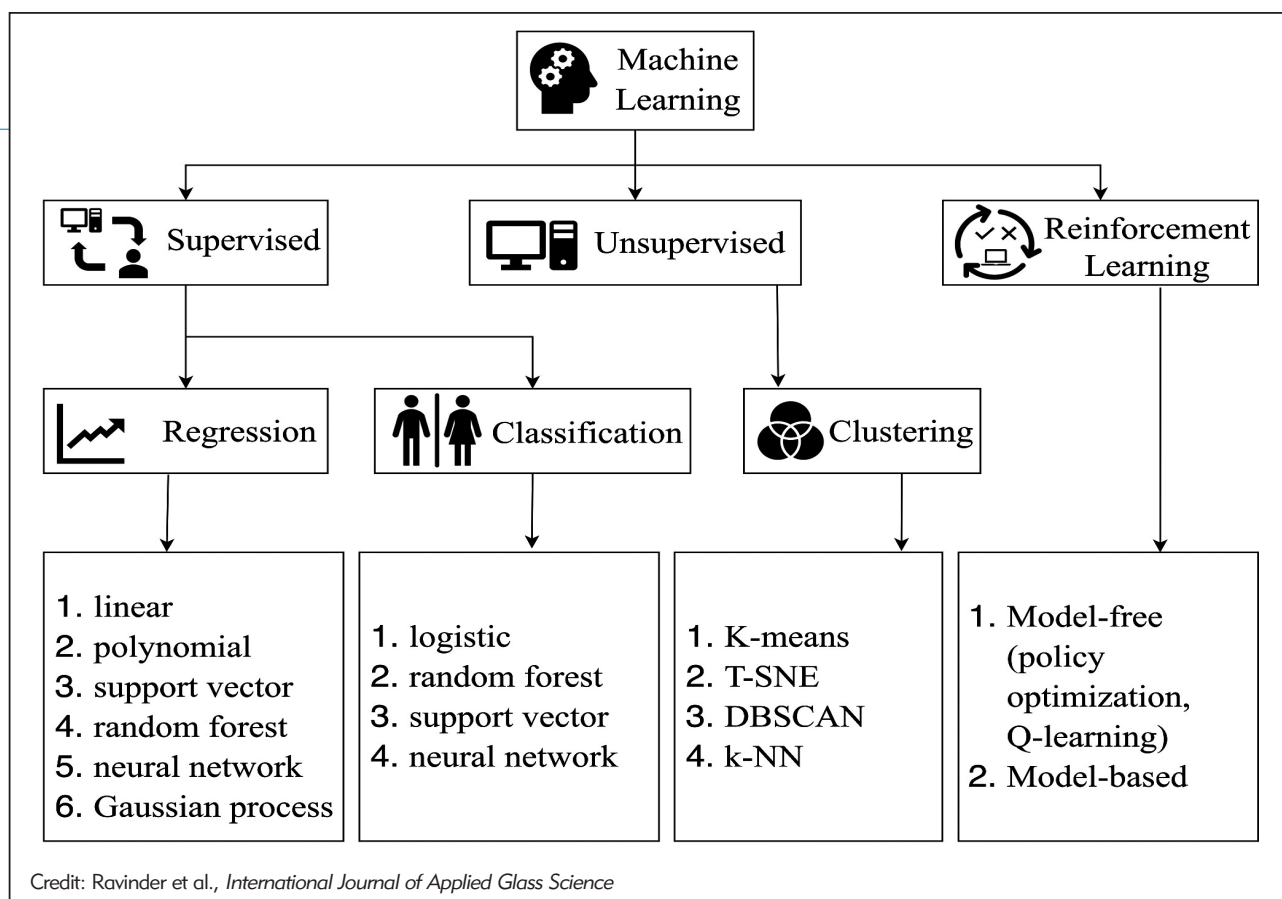 Machine
Learning
Supervised
Unsupervised
Reinforcement
Learning
Regression
Classification
Clustering
1. linear
2. polynomial
3. support vector
4. random forest
5. neural network
6. Gaussian process
1. logistic
2. random forest
3. support vector
4. neural network
1. K-means
2. T-SNE
3. DBSCAN
4. k-NN
1. Model-free
(policy
optimization,
Q-learning)
2. Model-based
Credit: Ravinder et al., International Journal of Applied Glass Science